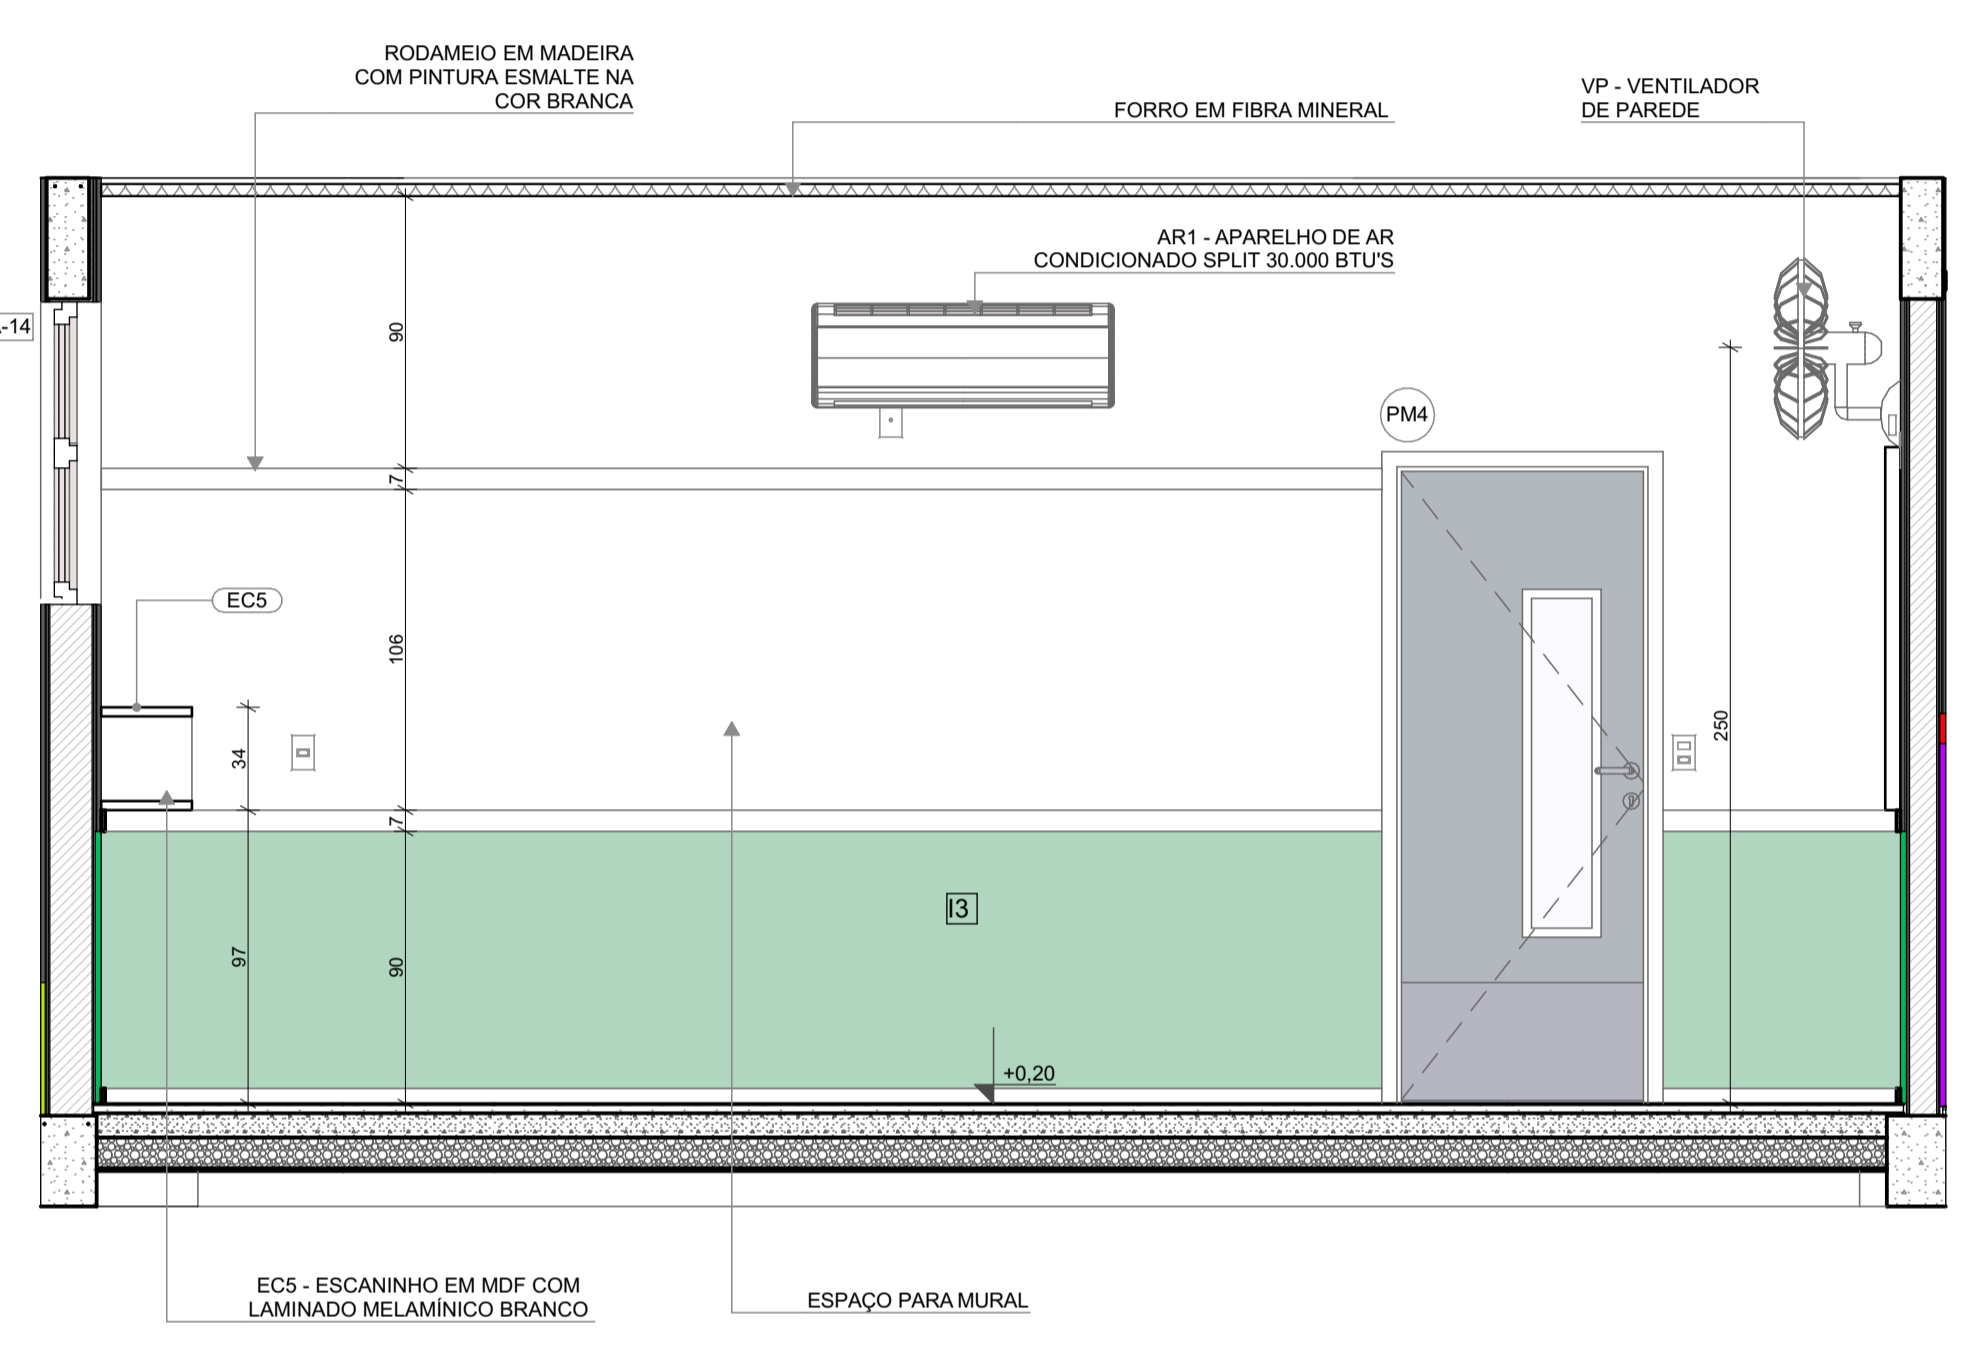 RODAMEIO EM MADEIRA
COM PINTURA ESMALTE NA
COR BRANCA
FORRO EM FIBRA MINERAL
VP - VENTILADOR
DE PAREDE
AR1 - APARELHO DE AR
CONDICIONADO SPLIT 30.000 BTU'S
-14
90
PM4
7
EC5
106
34
250
7
I3
97
90
+0,20
EC5 - ESCANINHO EM MDF COM
LAMINADO MELAMÍNICO BRANCO
ESPAÇO PARA MURAL